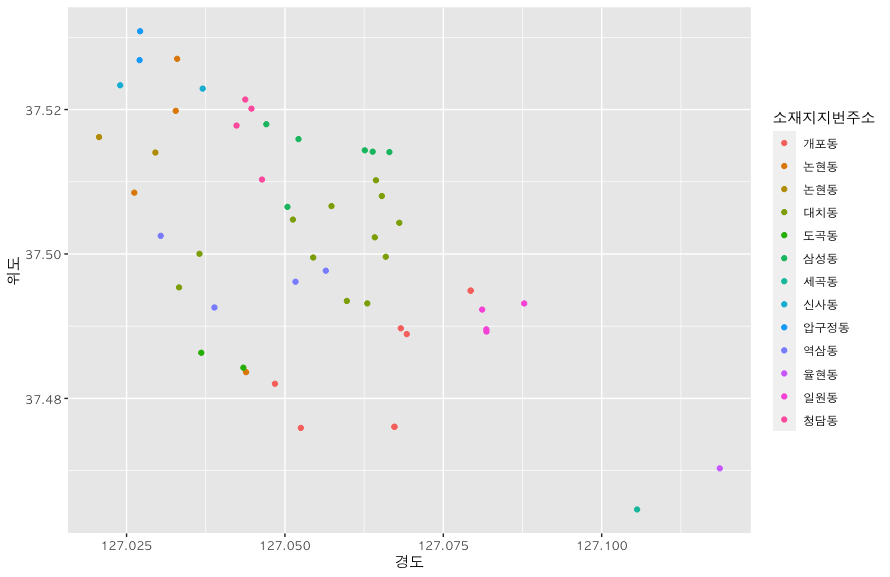 37.52
37.50
37.48
위도
127.025
127.050
127.075
127.100
경도
소재지지번주소
개포동
논현동
논현동
대치동
도곡동
삼성동
세곡동
신사동
압구정동
역삼동
율현동
일원동
청담동